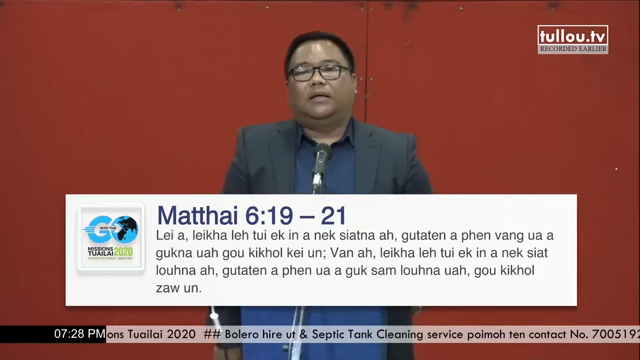 tullou.tv
RECORDED EARLIER
GO
MISSIONS
TUAILAI 2020
Matthai 6:19 – 21
Lei a, leikha leh tui ek in a nek siatna ah, gutaten a phen vang ua a
gukna uah gou kikhol kei un; Van ah, leikha leh tui ek in a nek siat
louhna ah, gutaten a phen ua a guk sam louhna uah, gou kikhol
zaw un.
07:28 PM ons Tuailai 2020 ## Bolero hire ut & Septic Tank Cleaning service poimoh ten contact No. 7005192